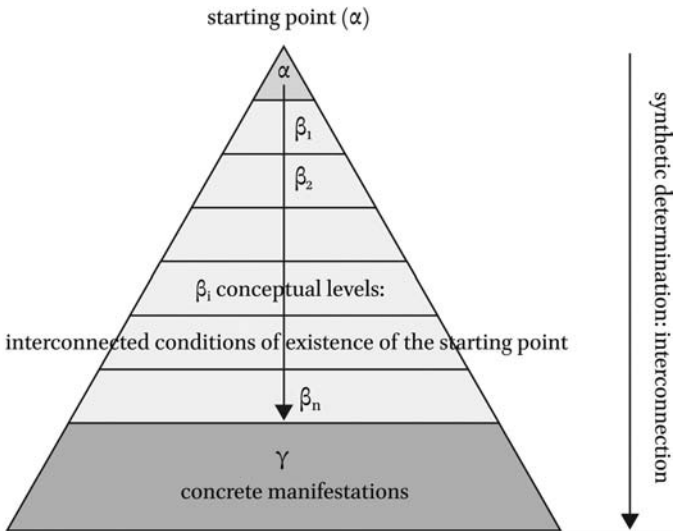 starting point (α)
α
β₁
β₂
βᵢ conceptual levels:
interconnected conditions of existence of the starting point
βₙ
γ
concrete manifestations
synthetic determination: interconnection